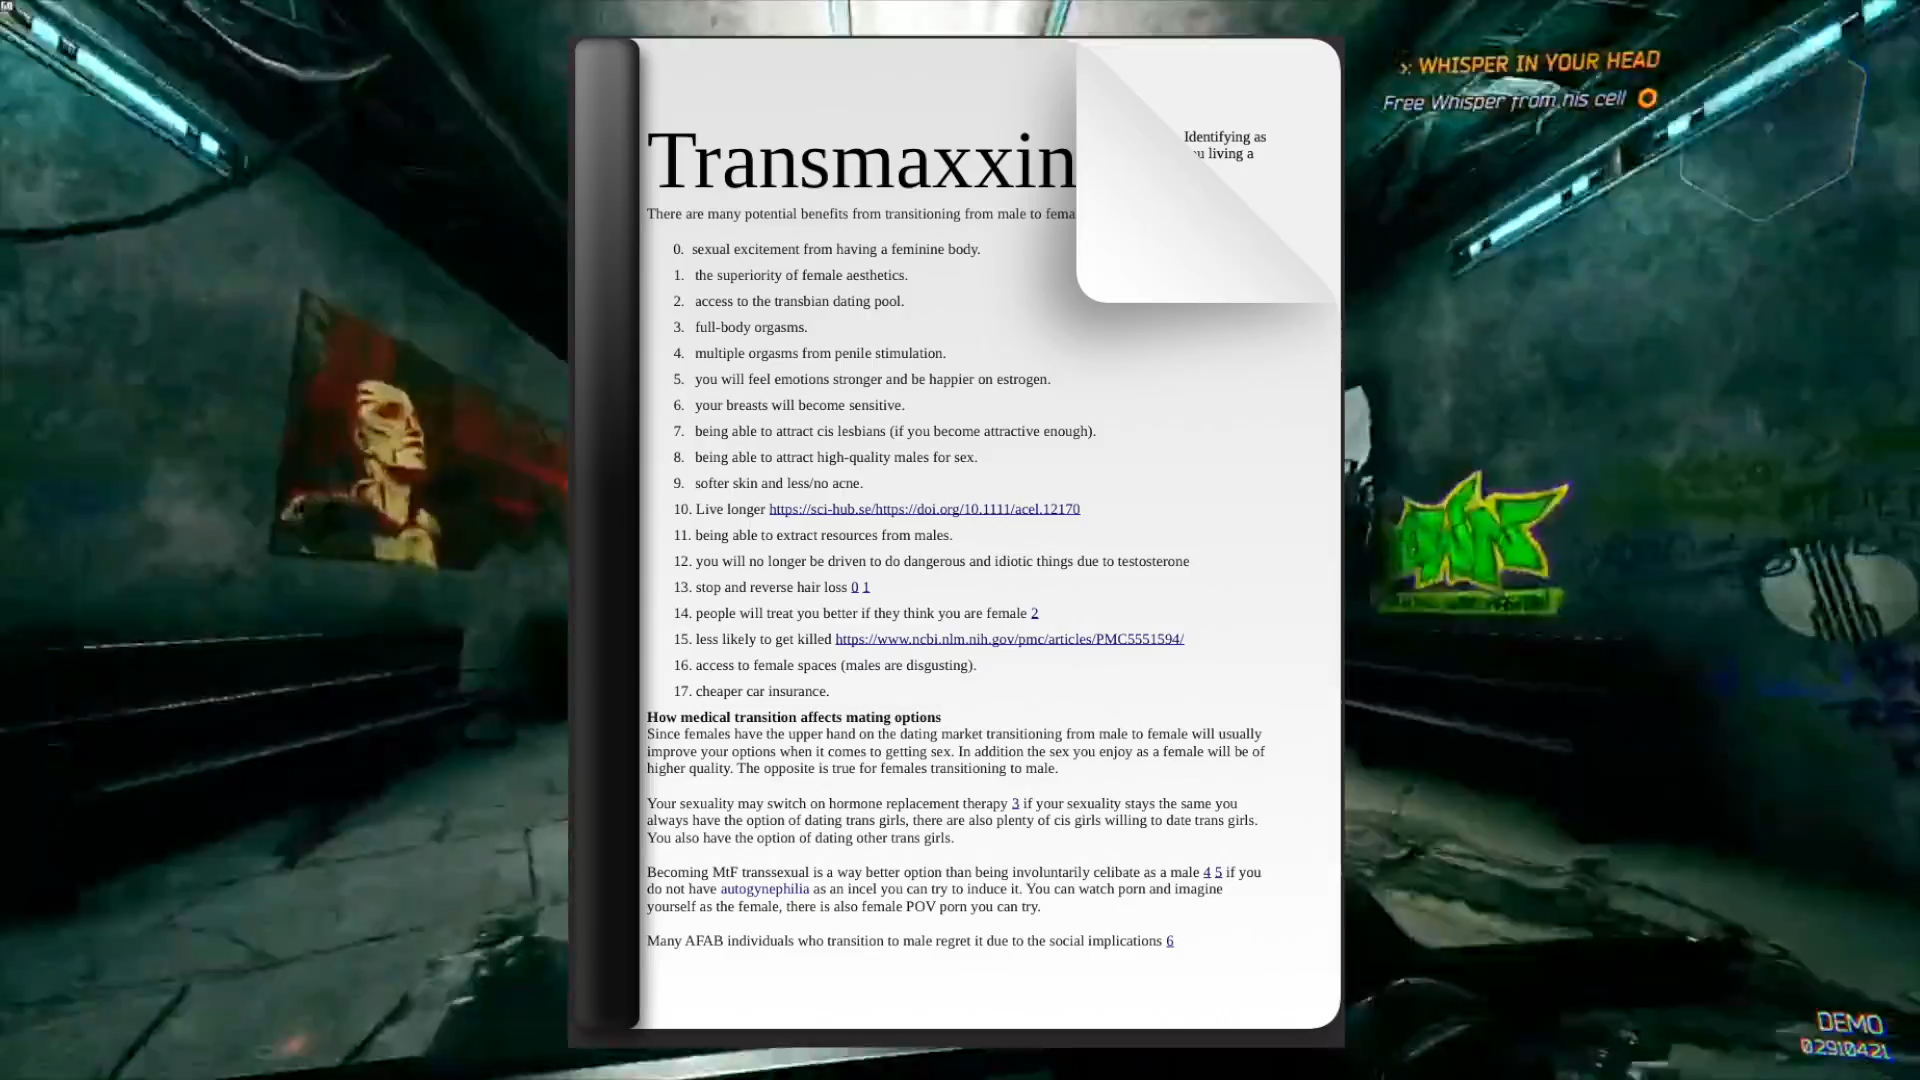 > WHISPER IN YOUR HEAD
Free Whisper from his cell
Identifying as
living a
Transmaxxin
There are many potential benefits from transitioning from male to fema
0. sexual excitement from having a feminine body.
1. the superiority of female aesthetics.
2. access to the transbian dating pool.
3. full-body orgasms.
4. multiple orgasms from penile stimulation.
5. you will feel emotions stronger and be happier on estrogen.
6. your breasts will become sensitive.
7. being able to attract cis lesbians (if you become attractive enough).
8. being able to attract high-quality males for sex.
9. softer skin and less/no acne.
10. Live longer https://sci-hub.se/https://doi.org/10.1111/acel.12170
11. being able to extract resources from males.
12. you will no longer be driven to do dangerous and idiotic things due to testosterone
13. stop and reverse hair loss 0 1
14. people will treat you better if they think you are female 2
15. less likely to get killed https://www.ncbi.nlm.nih.gov/pmc/articles/PMC5551594/
16. access to female spaces (males are disgusting).
17. cheaper car insurance.
How medical transition affects mating options
Since females have the upper hand on the dating market transitioning from male to female will usually
improve your options when it comes to getting sex. In addition the sex you enjoy as a female will be of
higher quality. The opposite is true for females transitioning to male.
Your sexuality may switch on hormone replacement therapy 3 if your sexuality stays the same you
always have the option of dating trans girls, there are also plenty of cis girls willing to date trans girls.
You also have the option of dating other trans girls.
Becoming MtF transsexual is a way better option than being involuntarily celibate as a male 4 5 if you
do not have autogynephilia as an incel you can try to induce it. You can watch porn and imagine
yourself as the female, there is also female POV porn you can try.
Many AFAB individuals who transition to male regret it due to the social implications 6
DEMO
02910421